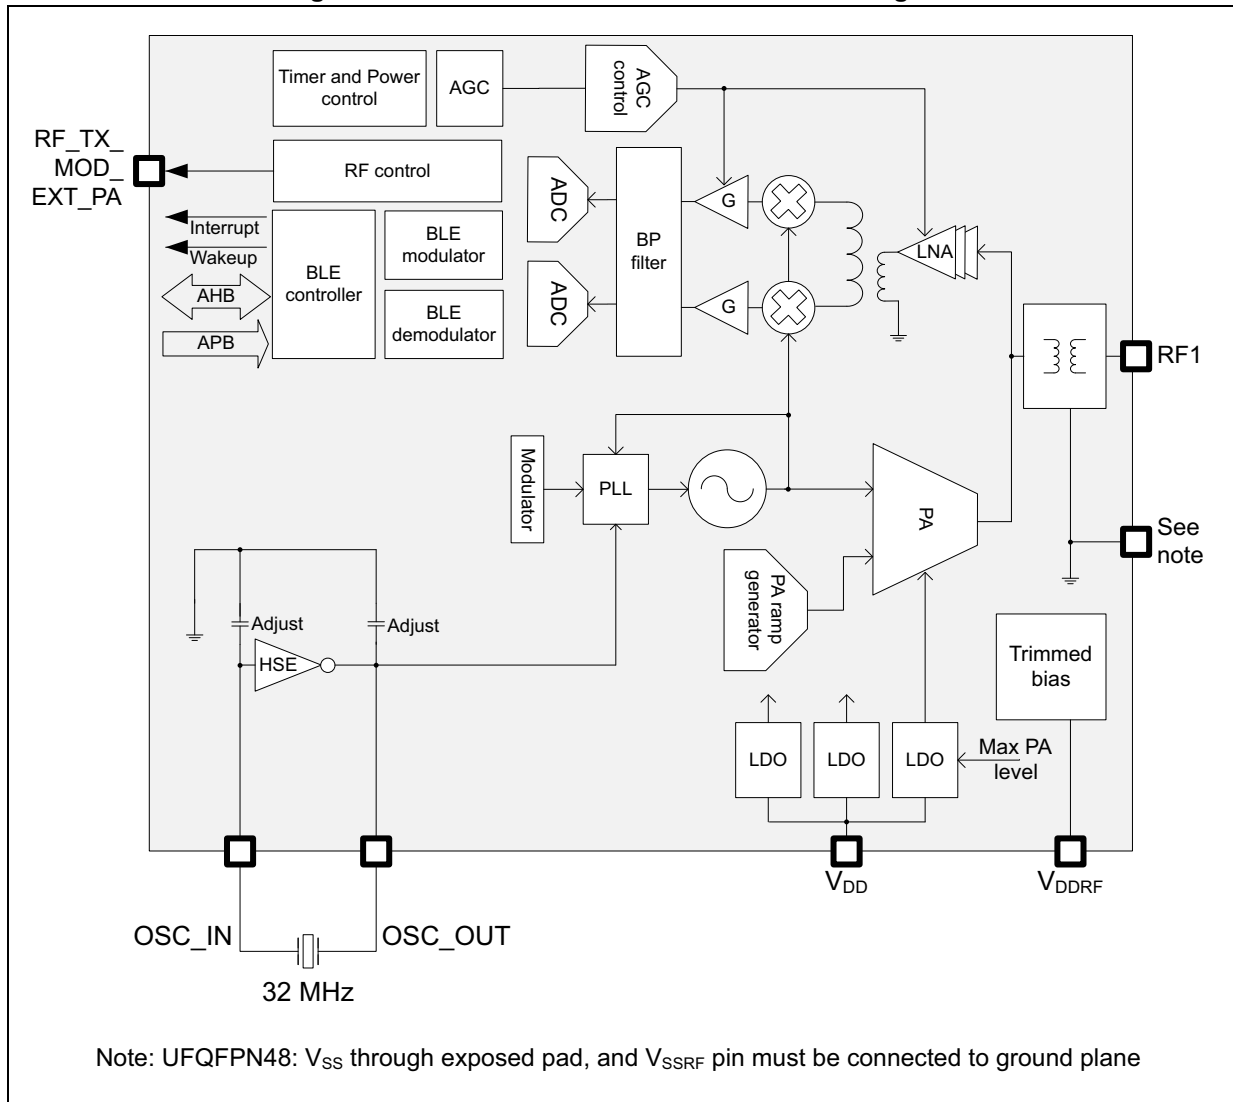 Timer and Power
control
AGC
AGC
control
RF_TX_
MOD_
EXT_PA
RF control
ADC
ADC
BP
filter
G
G
LNA
Interrupt
Wakeup
AHB
APB
BLE
controller
BLE
modulator
BLE
demodulator
RF1
Modulator
PLL
PA
See
note
PA ramp
generator
Adjust
Adjust
HSE
Trimmed
bias
LDO
LDO
LDO
Max PA
level
VDD
VDDRF
OSC_IN
OSC_OUT
32 MHz
Note: UFQFPN48: VSS through exposed pad, and VSSRF pin must be connected to ground plane